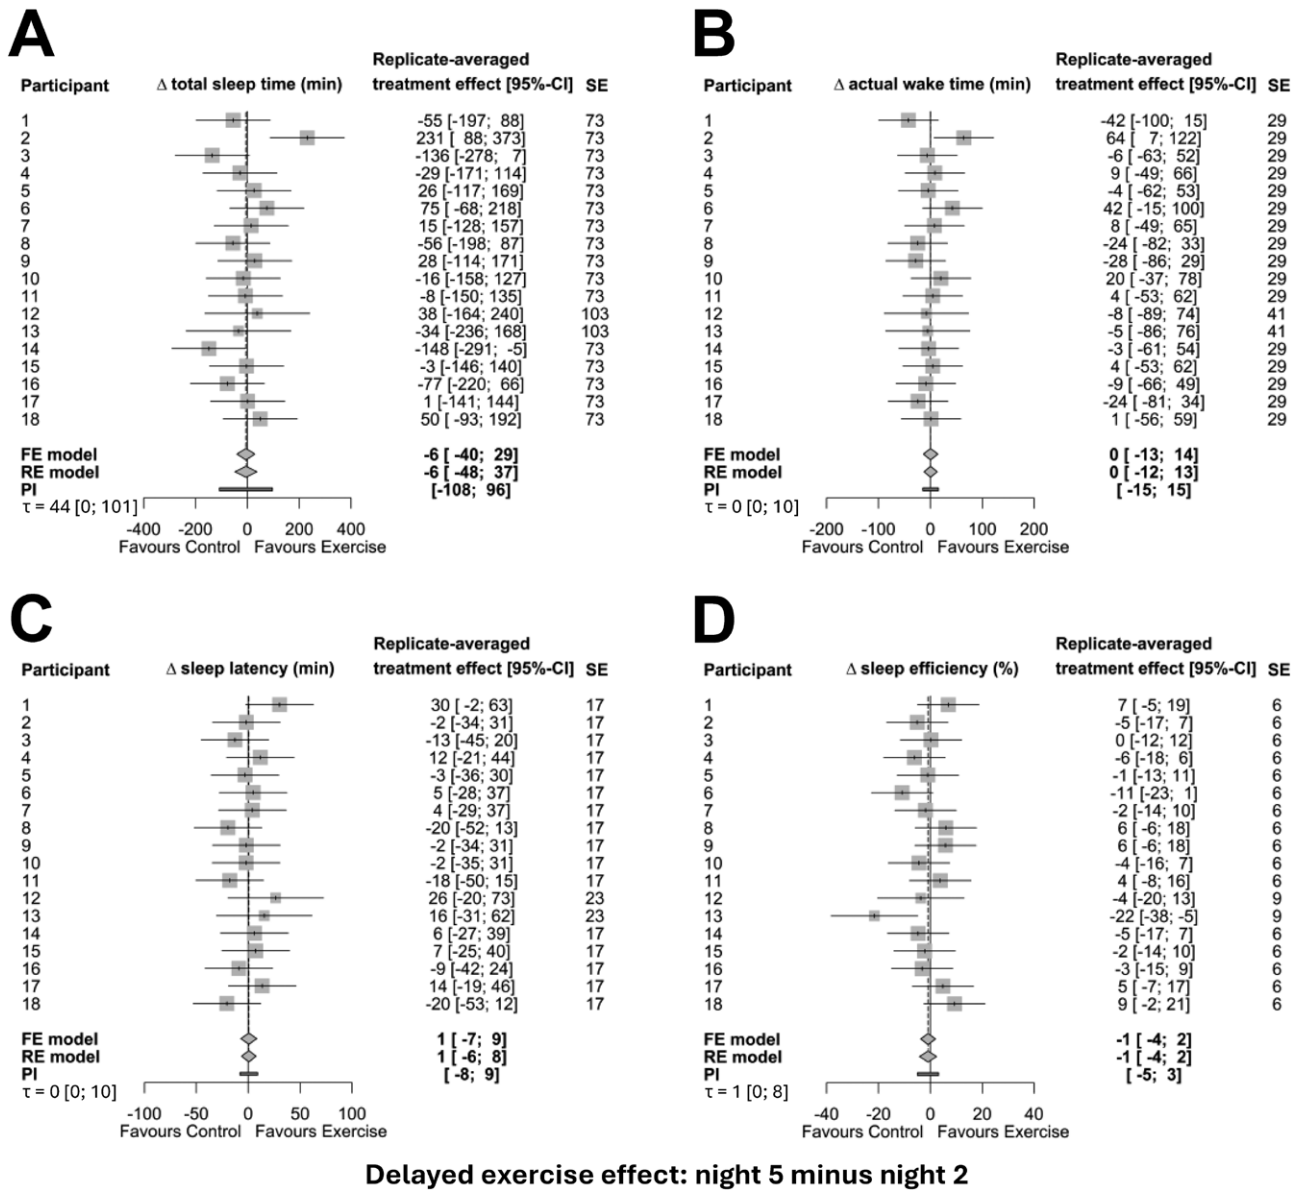 A
Replicate-averaged
Participant Δ total sleep time (min) treatment effect [95%-CI] SE
1 -55 [-197; 88] 73
2 231 [ 88; 373] 73
3 -136 [-278; 7] 73
4 -29 [-171; 114] 73
5 26 [-117; 169] 73
6 75 [-68; 218] 73
7 15 [-128; 157] 73
8 -56 [-198; 87] 73
9 28 [-114; 171] 73
10 -16 [-158; 127] 73
11 -8 [-150; 135] 73
12 38 [-164; 240] 103
13 -34 [-236; 168] 103
14 -148 [-291; -5] 73
15 -3 [-146; 140] 73
16 -77 [-220; 66] 73
17 1 [-141; 144] 73
18 50 [-93; 192] 73
FE model -6 [ -40; 29]
RE model -6 [ -48; 37]
PI [-108; 96]
τ = 44 [0; 101]
-400 -200 0 200 400
Favours Control Favours Exercise
B
Replicate-averaged
Participant Δ actual wake time (min) treatment effect [95%-CI] SE
1 -42 [-100; 15] 29
2 64 [ 7; 122] 29
3 -6 [-63; 52] 29
4 9 [-49; 66] 29
5 -4 [-62; 53] 29
6 42 [-15; 100] 29
7 8 [-49; 65] 29
8 -24 [-82; 33] 29
9 -28 [-86; 29] 29
10 20 [-37; 78] 29
11 4 [-53; 62] 29
12 -8 [-89; 74] 41
13 -5 [-86; 76] 41
14 -3 [-61; 54] 29
15 4 [-53; 62] 29
16 -9 [-66; 49] 29
17 -24 [-81; 34] 29
18 1 [-56; 59] 29
FE model 0 [ -13; 14]
RE model 0 [ -12; 13]
PI [ -15; 15]
τ = 0 [0; 10]
-200 -100 0 100 200
Favours Control Favours Exercise
C
Replicate-averaged
Participant Δ sleep latency (min) treatment effect [95%-CI] SE
1 30 [ -2; 63] 17
2 -2 [-34; 31] 17
3 -13 [-45; 20] 17
4 12 [-21; 44] 17
5 -3 [-36; 30] 17
6 5 [-28; 37] 17
7 4 [-29; 37] 17
8 -20 [-52; 13] 17
9 -2 [-34; 31] 17
10 -2 [-35; 31] 17
11 -18 [-50; 15] 17
12 26 [-20; 73] 23
13 16 [-31; 62] 23
14 6 [-27; 39] 17
15 7 [-25; 40] 17
16 -9 [-42; 24] 17
17 14 [-19; 46] 17
18 -20 [-53; 12] 17
FE model 1 [ -7; 9]
RE model 1 [ -6; 8]
PI [ -8; 9]
τ = 0 [0; 10]
-100 -50 0 50 100
Favours Control Favours Exercise
D
Replicate-averaged
Participant Δ sleep efficiency (%) treatment effect [95%-CI] SE
1 7 [ -5; 19] 6
2 -5 [-17; 7] 6
3 0 [-12; 12] 6
4 -6 [-18; 6] 6
5 -1 [-13; 11] 6
6 -11 [-23; 1] 6
7 -2 [-14; 10] 6
8 6 [ -6; 18] 6
9 6 [ -6; 18] 6
10 -4 [-16; 7] 6
11 4 [ -8; 16] 6
12 -4 [-20; 13] 9
13 -22 [-38; -5] 9
14 -5 [-17; 7] 6
15 -2 [-14; 10] 6
16 -3 [-15; 9] 6
17 5 [ -7; 17] 6
18 9 [ -2; 21] 6
FE model -1 [ -4; 2]
RE model -1 [ -4; 2]
PI [ -5; 3]
τ = 1 [0; 8]
-40 -20 0 20 40
Favours Control Favours Exercise
Delayed exercise effect: night 5 minus night 2